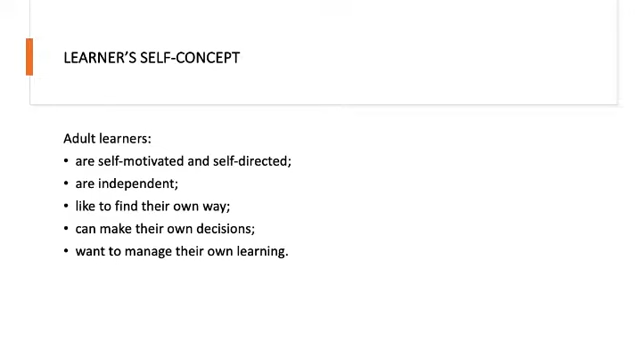 LEARNER'S SELF-CONCEPT
Adult learners:
• are self-motivated and self-directed;
• are independent;
• like to find their own way;
• can make their own decisions;
• want to manage their own learning.